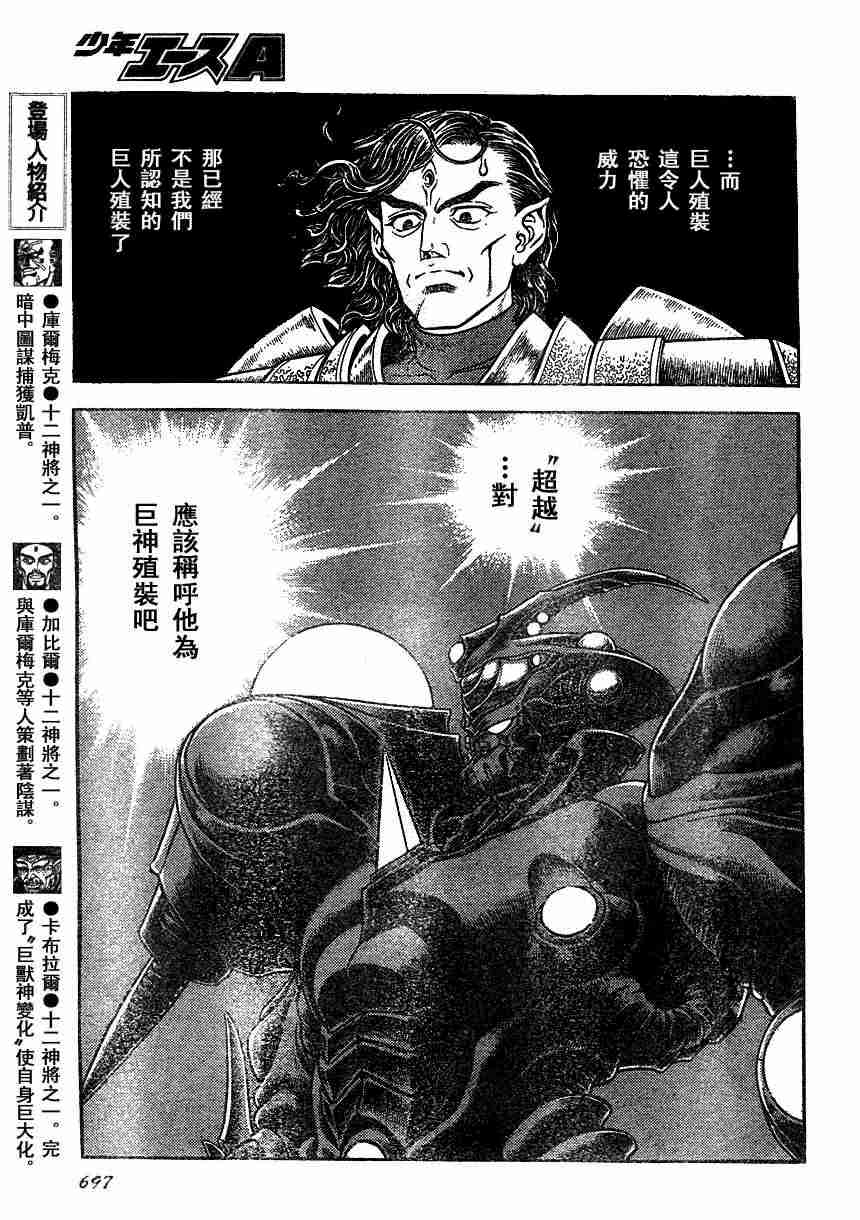 少年エースA
…而
巨人殖裝
這令人
恐懼的
威力
那已經
不是我們
所認知的
巨人殖裝了
"超越"
…對
應該稱呼他為
巨神殖裝吧
登場人物紹介
●庫爾梅克●十二神將之一。
暗中圖謀捕獲凱普。
●加比爾●十二神將之一。
與庫爾梅克等人策劃著陰謀。
●卡布拉爾●十二神將之一。完
成了"巨獸神變化"使自身巨大化。
697